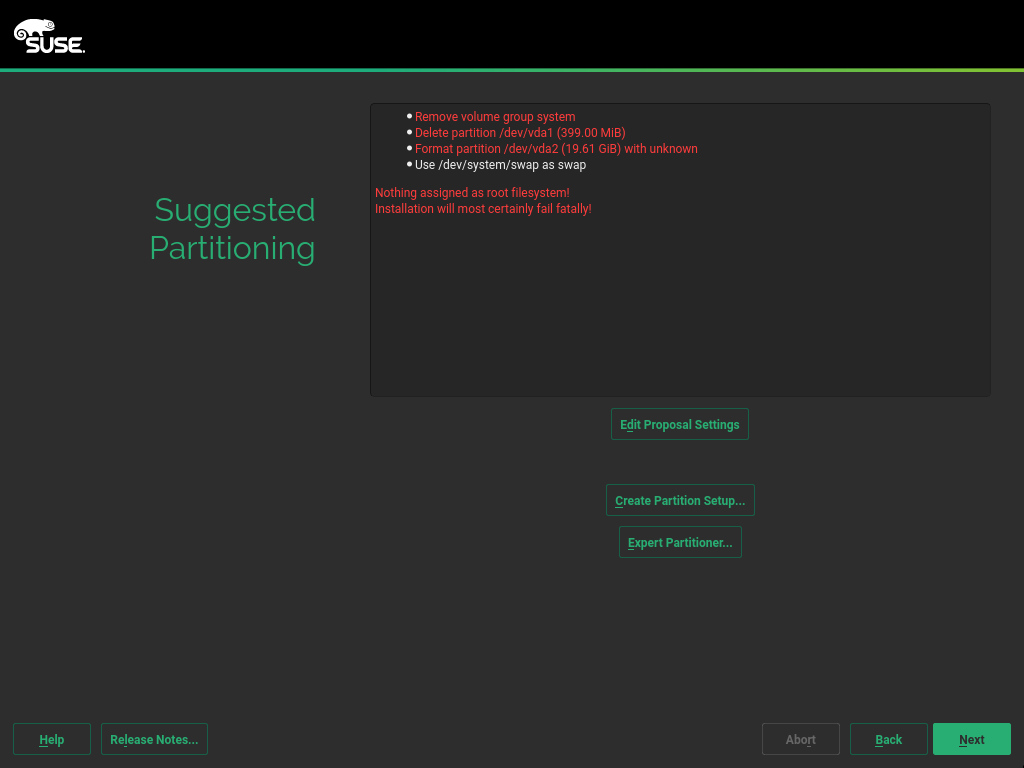 SUSE.
Remove volume group system
Delete partition /dev/vda1 (399.00 MiB)
Format partition /dev/vda2 (19.61 GiB) with unknown
Use /dev/system/swap as swap
Nothing assigned as root filesystem!
Installation will most certainly fail fatally!
Suggested
Partitioning
Edit Proposal Settings
Create Partition Setup...
Expert Partitioner...
Help
Release Notes...
Abort
Back
Next